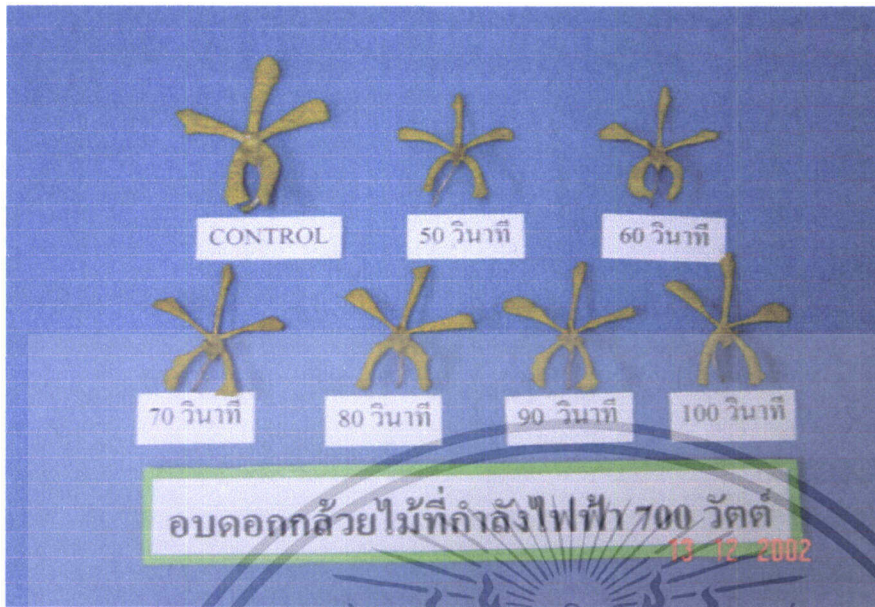 CONTROL
50 วินาที
60 วินาที
70 วินาที
80 วินาที
90 วินาที
100 วินาที
อบดอกกล้วยไม้ที่กำลังไฟฟ้า 700 วัตต์
13 12 2002